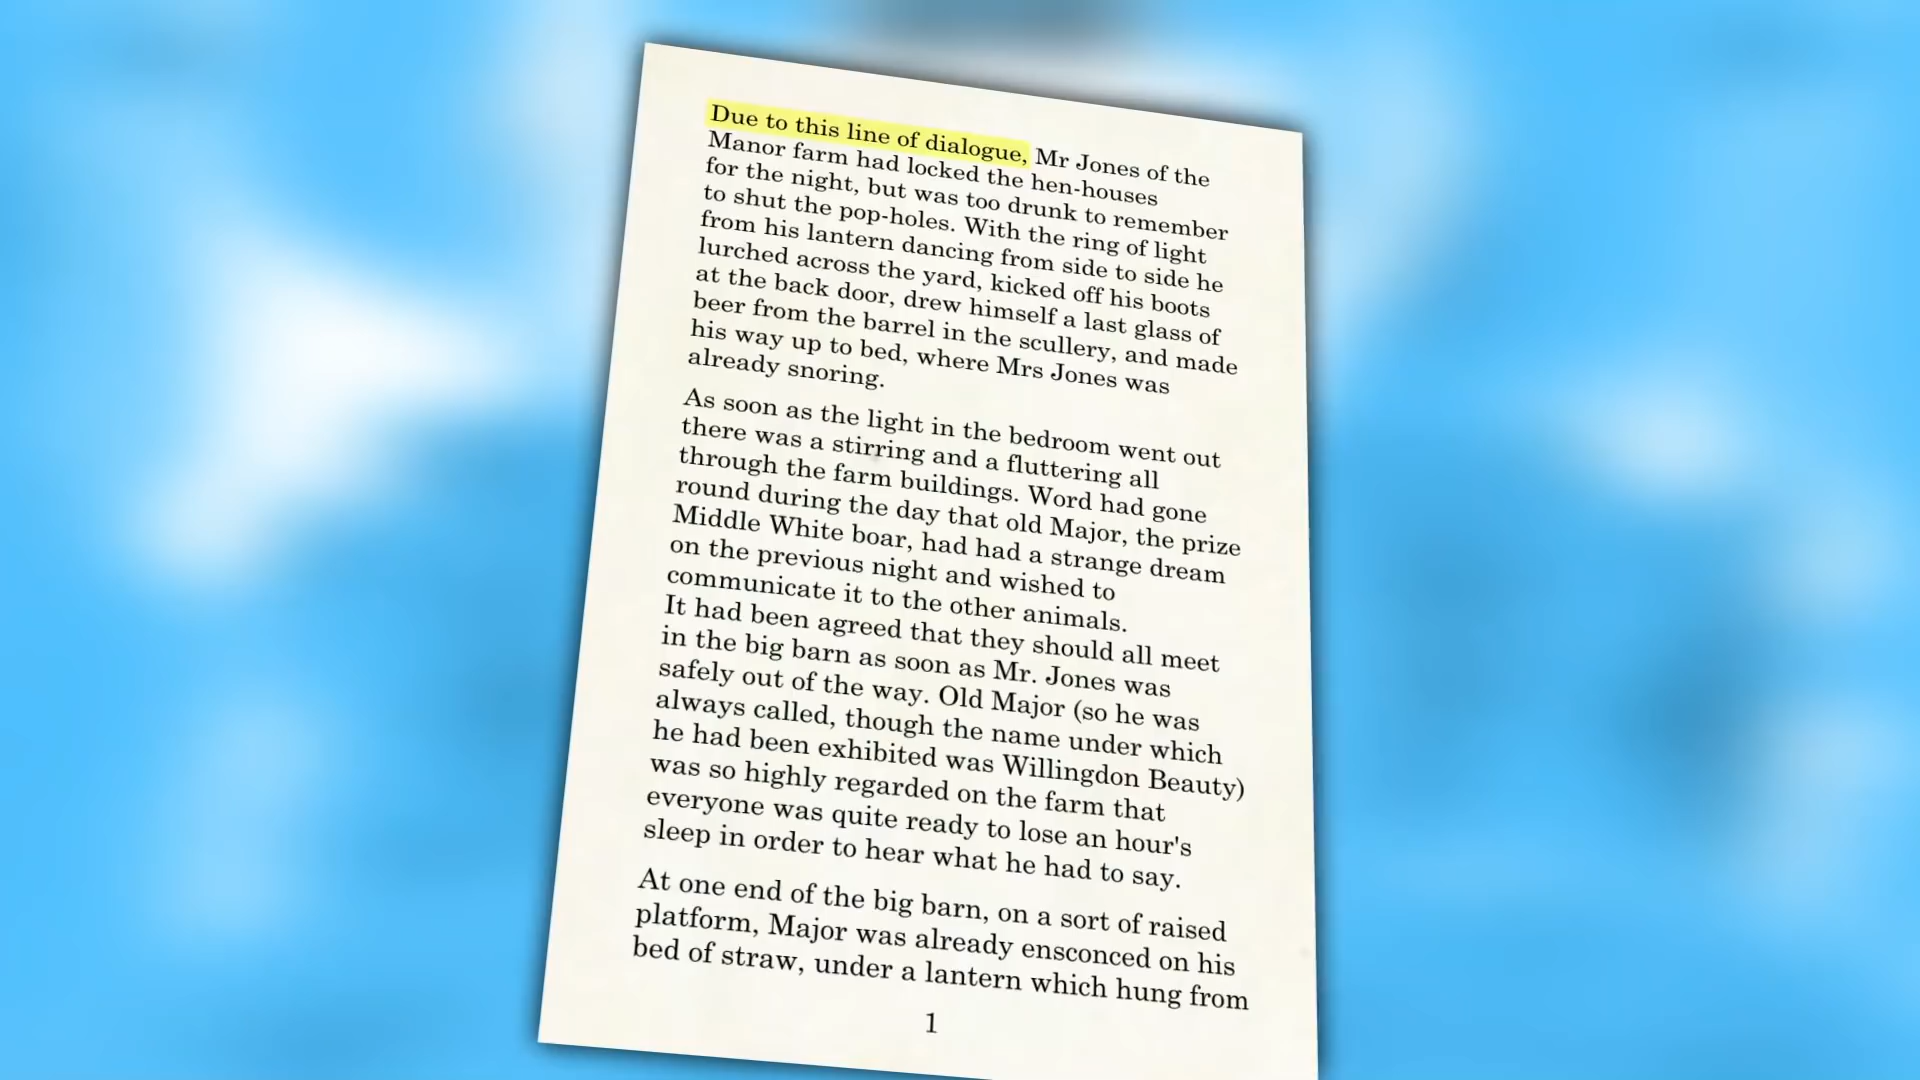 Due to this line of dialogue, Mr Jones of the
Manor farm had locked the hen-houses
for the night, but was too drunk to remember
to shut the pop-holes. With the ring of light
from his lantern dancing from side to side he
lurched across the yard, kicked off his boots
at the back door, drew himself a last glass of
beer from the barrel in the scullery, and made
his way up to bed, where Mrs Jones was
already snoring.
As soon as the light in the bedroom went out
there was a stirring and a fluttering all
through the farm buildings. Word had gone
round during the day that old Major, the prize
Middle White boar, had had a strange dream
on the previous night and wished to
communicate it to the other animals.
It had been agreed that they should all meet
in the big barn as soon as Mr. Jones was
safely out of the way. Old Major (so he was
always called, though the name under which
he had been exhibited was Willingdon Beauty)
was so highly regarded on the farm that
everyone was quite ready to lose an hour's
sleep in order to hear what he had to say.
At one end of the big barn, on a sort of raised
platform, Major was already ensconced on his
bed of straw, under a lantern which hung from
1